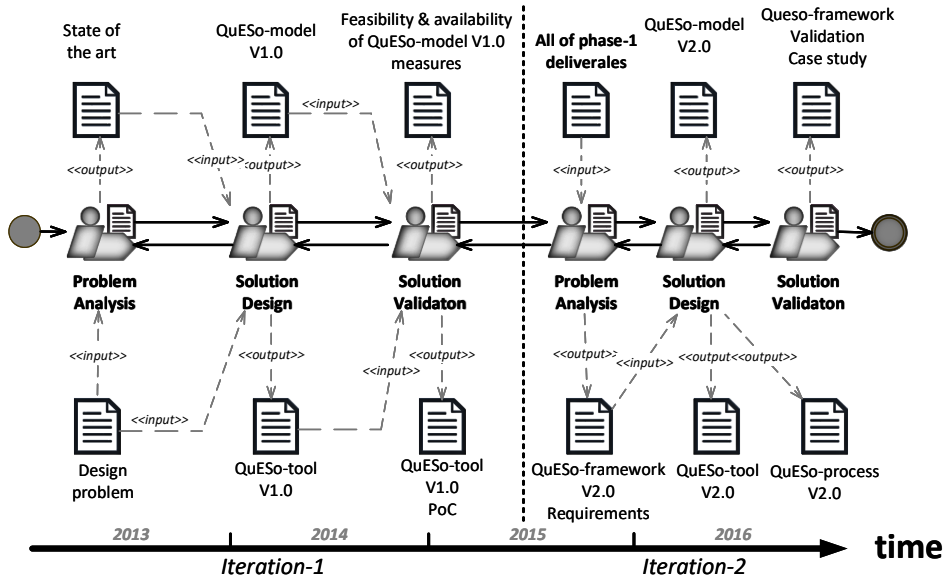 State of
the art
QuESo-model
V1.0
Feasibility & availability
of QuESo-model V1.0
measures
All of phase-1
deliverales
QuESo-model
V2.0
Queso-framework
Validation
Case study
<<input>>
<<output>>
<<input>>
<<output>>
<<output>>
<<input>>
<<output>>
<<output>>
Problem
Analysis
Solution
Design
Solution
Validaton
Problem
Analysis
Solution
Design
Solution
Validaton
<<input>>
<<input>>
<<output>>
<<input>>
<<output>>
<<output>>
<<input>>
<<output
<<output>>
Design
problem
QuESo-tool
V1.0
QuESo-tool
V1.0
PoC
QuESo-framework
V2.0
Requirements
QuESo-tool
V2.0
QuESo-process
V2.0
2013
2014
2015
2016
time
Iteration-1
Iteration-2